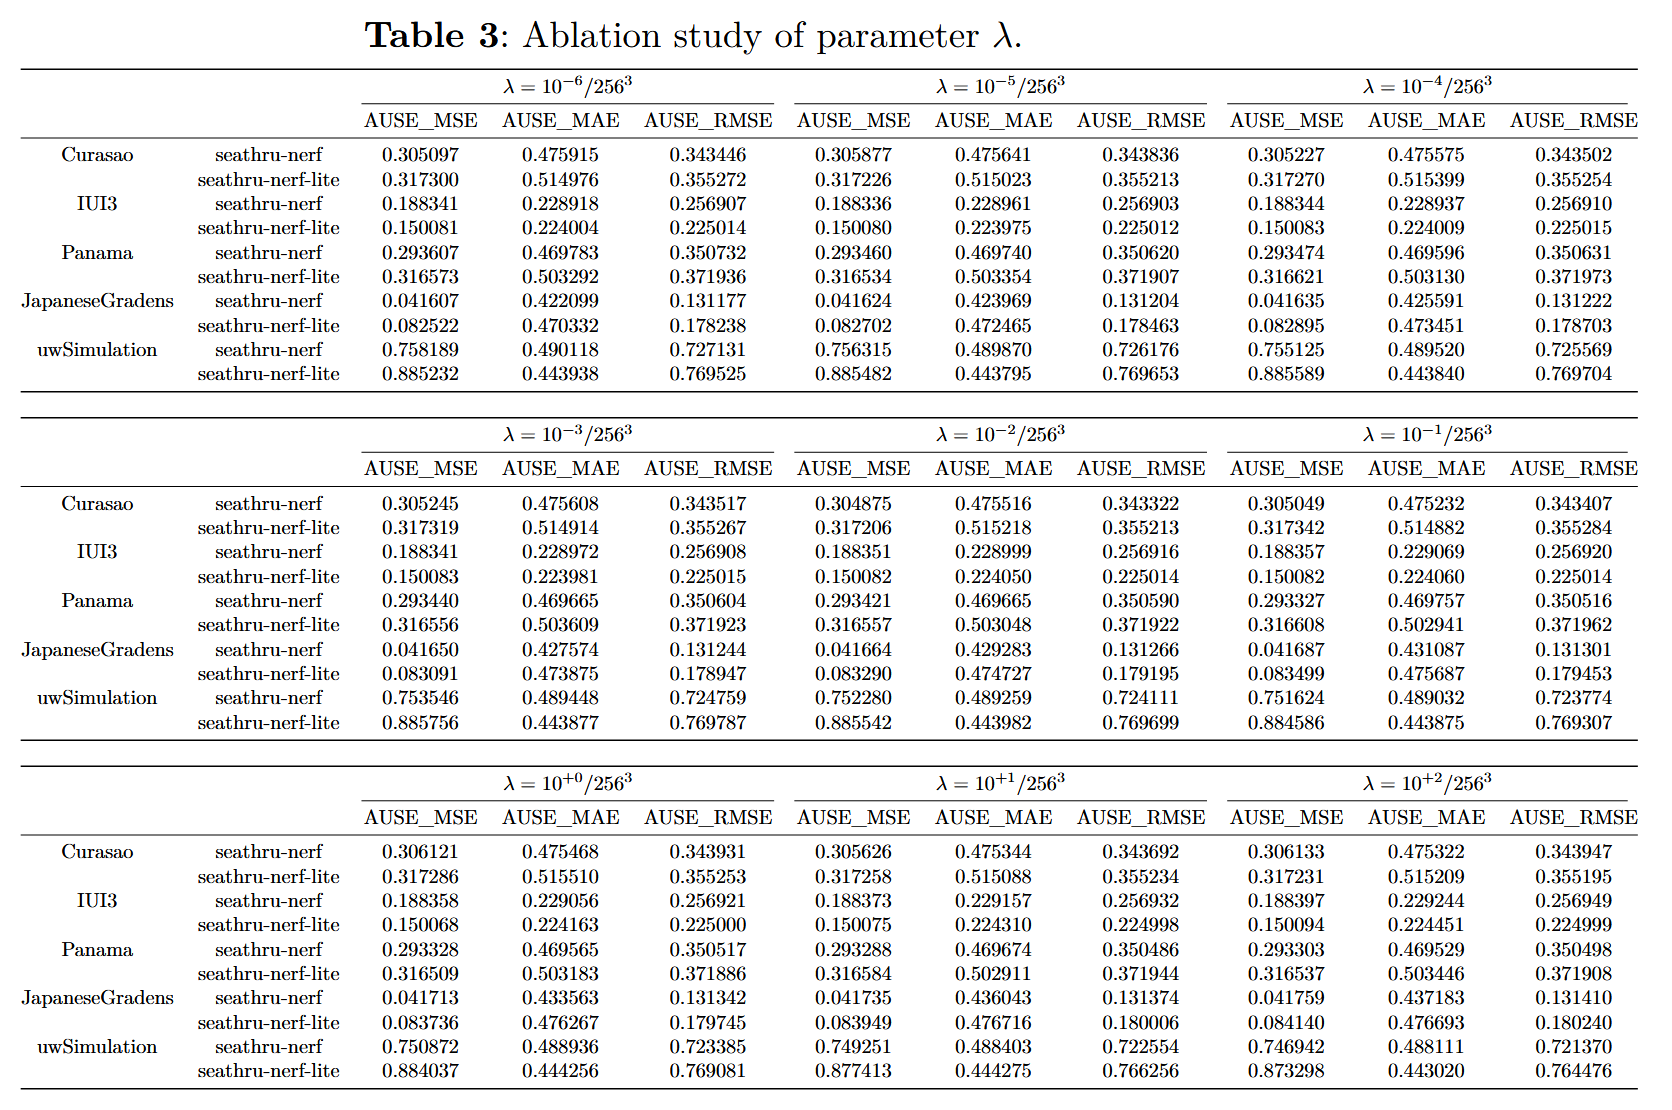 Table 3: Ablation study of parameter λ.
λ = 10⁻⁶/256³ λ = 10⁻⁵/256³ λ = 10⁻⁴/256³
AUSE_MSE AUSE_MAE AUSE_RMSE AUSE_MSE AUSE_MAE AUSE_RMSE AUSE_MSE AUSE_MAE AUSE_RMSE
Curasao seathru-nerf 0.305097 0.475915 0.343446 0.305877 0.475641 0.343836 0.305227 0.475575 0.343502
seathru-nerf-lite 0.317300 0.514976 0.355272 0.317226 0.515023 0.355213 0.317270 0.515399 0.355254
IUI3 seathru-nerf 0.188341 0.228918 0.256907 0.188336 0.228961 0.256903 0.188344 0.228937 0.256910
seathru-nerf-lite 0.150081 0.224004 0.225014 0.150080 0.223975 0.225012 0.150083 0.224009 0.225015
Panama seathru-nerf 0.293607 0.469783 0.350732 0.293460 0.469740 0.350620 0.293474 0.469596 0.350631
seathru-nerf-lite 0.316573 0.503292 0.371936 0.316534 0.503354 0.371907 0.316621 0.503130 0.371973
JapaneseGradens seathru-nerf 0.041607 0.422099 0.131177 0.041624 0.423969 0.131204 0.041635 0.425591 0.131222
seathru-nerf-lite 0.082522 0.470332 0.178238 0.082702 0.472465 0.178463 0.082895 0.473451 0.178703
uwSimulation seathru-nerf 0.758189 0.490118 0.727131 0.756315 0.489870 0.726176 0.755125 0.489520 0.725569
seathru-nerf-lite 0.885232 0.443938 0.769525 0.885482 0.443795 0.769653 0.885589 0.443840 0.769704
λ = 10⁻³/256³ λ = 10⁻²/256³ λ = 10⁻¹/256³
AUSE_MSE AUSE_MAE AUSE_RMSE AUSE_MSE AUSE_MAE AUSE_RMSE AUSE_MSE AUSE_MAE AUSE_RMSE
Curasao seathru-nerf 0.305245 0.475608 0.343517 0.304875 0.475516 0.343322 0.305049 0.475232 0.343407
seathru-nerf-lite 0.317319 0.514914 0.355267 0.317206 0.515218 0.355213 0.317342 0.514882 0.355284
IUI3 seathru-nerf 0.188341 0.228972 0.256908 0.188351 0.228999 0.256916 0.188357 0.229069 0.256920
seathru-nerf-lite 0.150083 0.223981 0.225015 0.150082 0.224050 0.225014 0.150082 0.224060 0.225014
Panama seathru-nerf 0.293440 0.469665 0.350604 0.293421 0.469665 0.350590 0.293327 0.469757 0.350516
seathru-nerf-lite 0.316556 0.503609 0.371923 0.316557 0.503048 0.371922 0.316608 0.502941 0.371962
JapaneseGradens seathru-nerf 0.041650 0.427574 0.131244 0.041664 0.429283 0.131266 0.041687 0.431087 0.131301
seathru-nerf-lite 0.083091 0.473875 0.178947 0.083290 0.474727 0.179195 0.083499 0.475687 0.179453
uwSimulation seathru-nerf 0.753546 0.489448 0.724759 0.752280 0.489259 0.724111 0.751624 0.489032 0.723774
seathru-nerf-lite 0.885756 0.443877 0.769787 0.885542 0.443982 0.769699 0.884586 0.443875 0.769307
λ = 10⁺⁰/256³ λ = 10⁺¹/256³ λ = 10⁺²/256³
AUSE_MSE AUSE_MAE AUSE_RMSE AUSE_MSE AUSE_MAE AUSE_RMSE AUSE_MSE AUSE_MAE AUSE_RMSE
Curasao seathru-nerf 0.306121 0.475468 0.343931 0.305626 0.475344 0.343692 0.306133 0.475322 0.343947
seathru-nerf-lite 0.317286 0.515510 0.355253 0.317258 0.515088 0.355234 0.317231 0.515209 0.355195
IUI3 seathru-nerf 0.188358 0.229056 0.256921 0.188373 0.229157 0.256932 0.188397 0.229244 0.256949
seathru-nerf-lite 0.150068 0.224163 0.225000 0.150075 0.224310 0.224998 0.150094 0.224451 0.224999
Panama seathru-nerf 0.293328 0.469565 0.350517 0.293288 0.469674 0.350486 0.293303 0.469529 0.350498
seathru-nerf-lite 0.316509 0.503183 0.371886 0.316584 0.502911 0.371944 0.316537 0.503446 0.371908
JapaneseGradens seathru-nerf 0.041713 0.433563 0.131342 0.041735 0.436043 0.131374 0.041759 0.437183 0.131410
seathru-nerf-lite 0.083736 0.476267 0.179745 0.083949 0.476716 0.180006 0.084140 0.476693 0.180240
uwSimulation seathru-nerf 0.750872 0.488936 0.723385 0.749251 0.488403 0.722554 0.746942 0.488111 0.721370
seathru-nerf-lite 0.884037 0.444256 0.769081 0.877413 0.444275 0.766256 0.873298 0.443020 0.764476